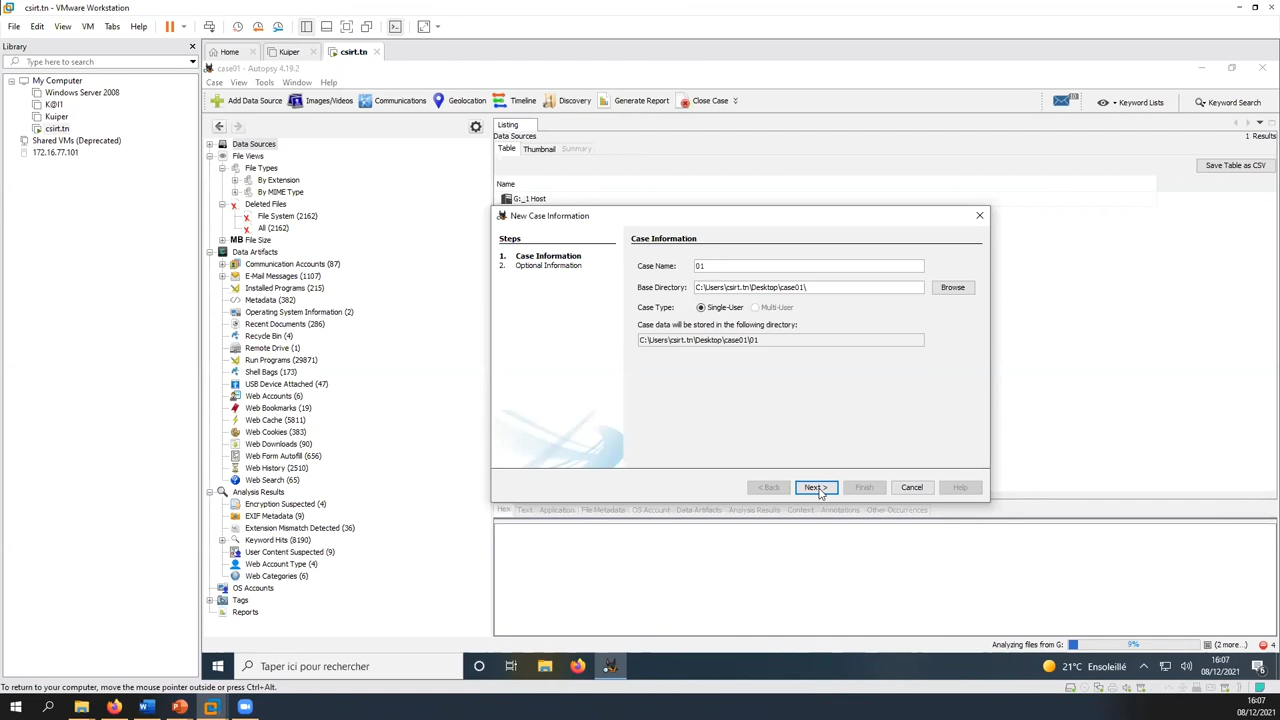 csirt.tn - VMware Workstation
File Edit View VM Tabs Help
Library
Type here to search
My Computer
Windows Server 2008
K@l1
Kuiper
csirt.tn
Shared VMs (Deprecated)
172.16.77.101
Home Kuiper csirt.tn
case01 - Autopsy 4.19.2
Case View Tools Window Help
Add Data Source Images/Videos Communications Geolocation Timeline Discovery Generate Report Close Case Keyword Lists Keyword Search
Data Sources
File Views
File Types
By Extension
By MIME Type
Deleted Files
File System (2162)
All (2162)
MB File Size
Data Artifacts
Communication Accounts (87)
E-Mail Messages (1107)
Installed Programs (215)
Metadata (382)
Operating System Information (2)
Recent Documents (286)
Recycle Bin (4)
Remote Drive (1)
Run Programs (29871)
Shell Bags (173)
USB Device Attached (47)
Web Accounts (6)
Web Bookmarks (19)
Web Cache (5811)
Web Cookies (383)
Web Downloads (90)
Web Form Autofill (656)
Web History (2510)
Web Search (65)
Analysis Results
Encryption Suspected (4)
EXIF Metadata (9)
Extension Mismatch Detected (36)
Keyword Hits (8190)
User Content Suspected (9)
Web Account Type (4)
Web Categories (6)
OS Accounts
Tags
Reports
Listing
Data Sources
1 Results
Table Thumbnail Summary
Save Table as CSV
Name
G:_1 Host
New Case Information
Steps
1. Case Information
2. Optional Information
Case Information
Case Name: 01
Base Directory: C:\Users\csirt.tn\Desktop\case01\ Browse
Case Type: Single-User Multi-User
Case data will be stored in the following directory:
C:\Users\csirt.tn\Desktop\case01\01
< Back Next > Finish Cancel Help
Hex Text Application File Metadata OS Account Data Artifacts Analysis Results Context Annotations Other Occurrences
Analyzing files from G: 9% (2 more...) 4
Taper ici pour rechercher
21°C Ensoleillé
16:07
08/12/2021
6
To return to your computer, move the mouse pointer outside or press Ctrl+Alt.
16:07
08/12/2021